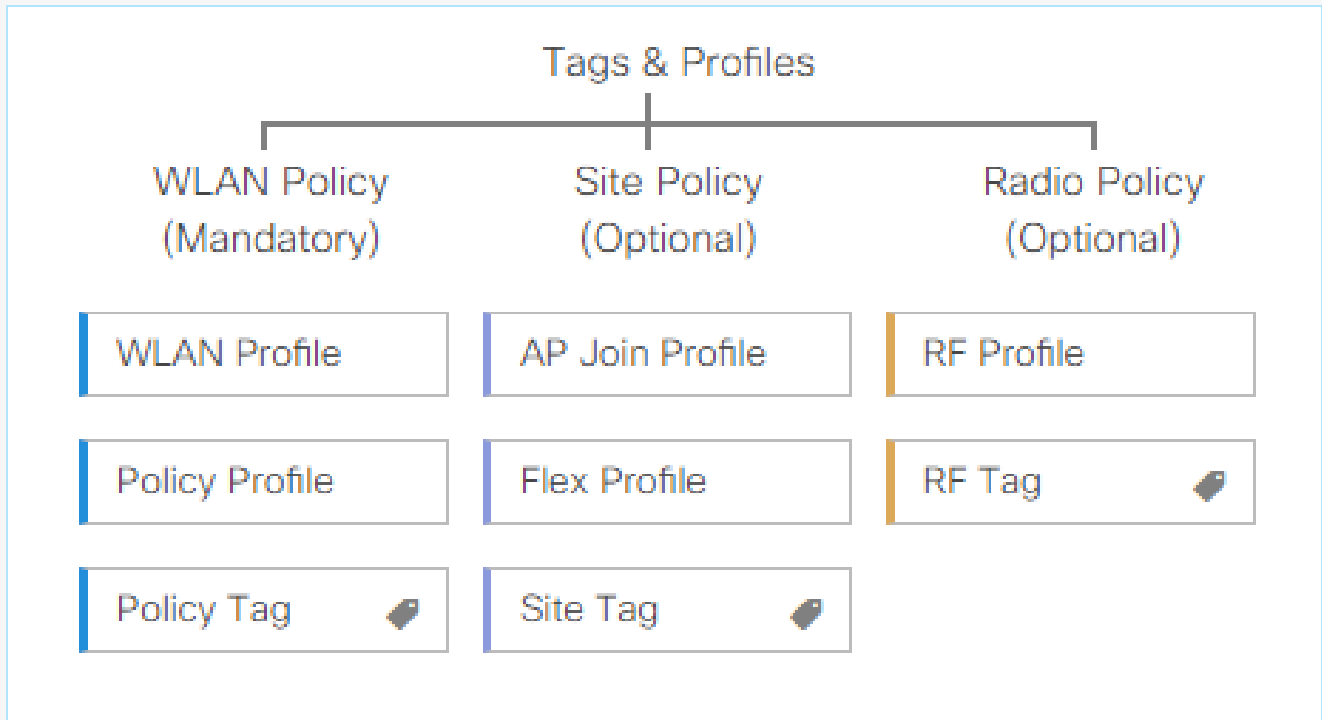 Tags & Profiles
WLAN Policy
(Mandatory)
Site Policy
(Optional)
Radio Policy
(Optional)
WLAN Profile
AP Join Profile
RF Profile
Policy Profile
Flex Profile
RF Tag
Policy Tag
Site Tag